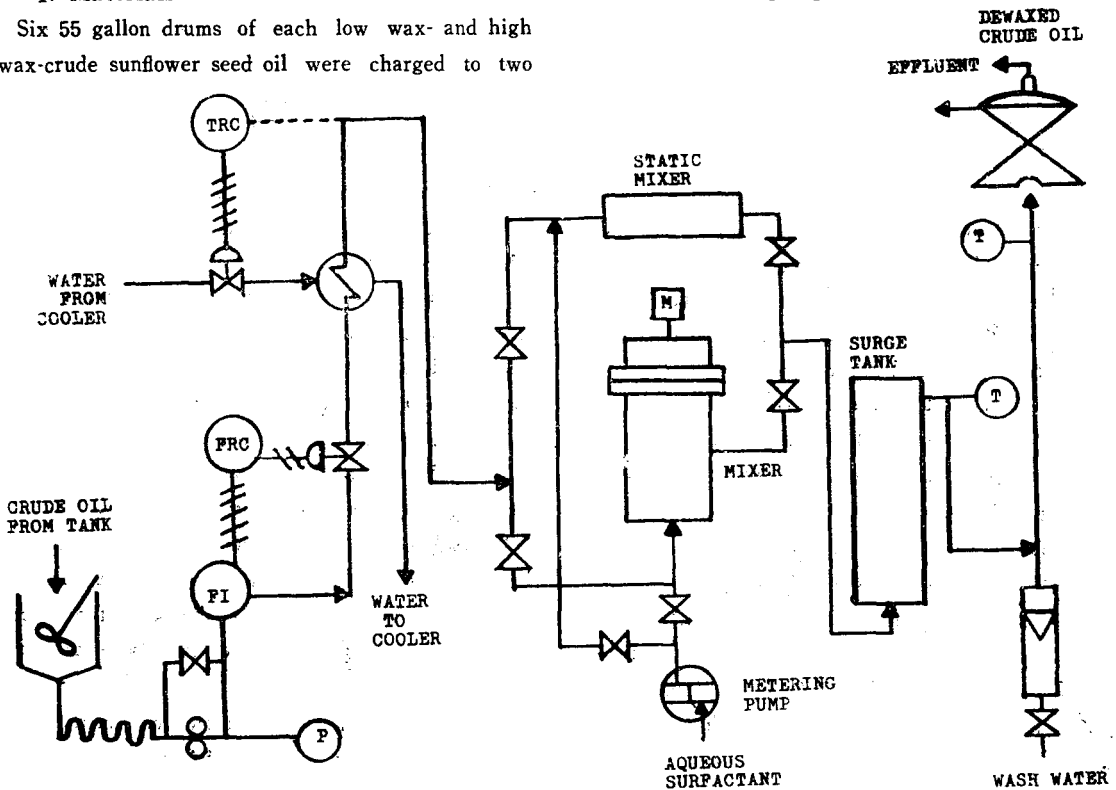 Six 55 gallon drums of each low wax- and high
wax-crude sunflower seed oil were charged to two
DEWAXED
CRUDE OIL
EFFLUENT
TRC
STATIC
MIXER
T
WATER
FROM
COOLER
M
SURGE
TANK
T
FRC
MIXER
CRUDE OIL
FROM TANK
FI
WATER
TO
COOLER
METERING
PUMP
P
AQUEOUS
SURFACTANT
WASH WATER